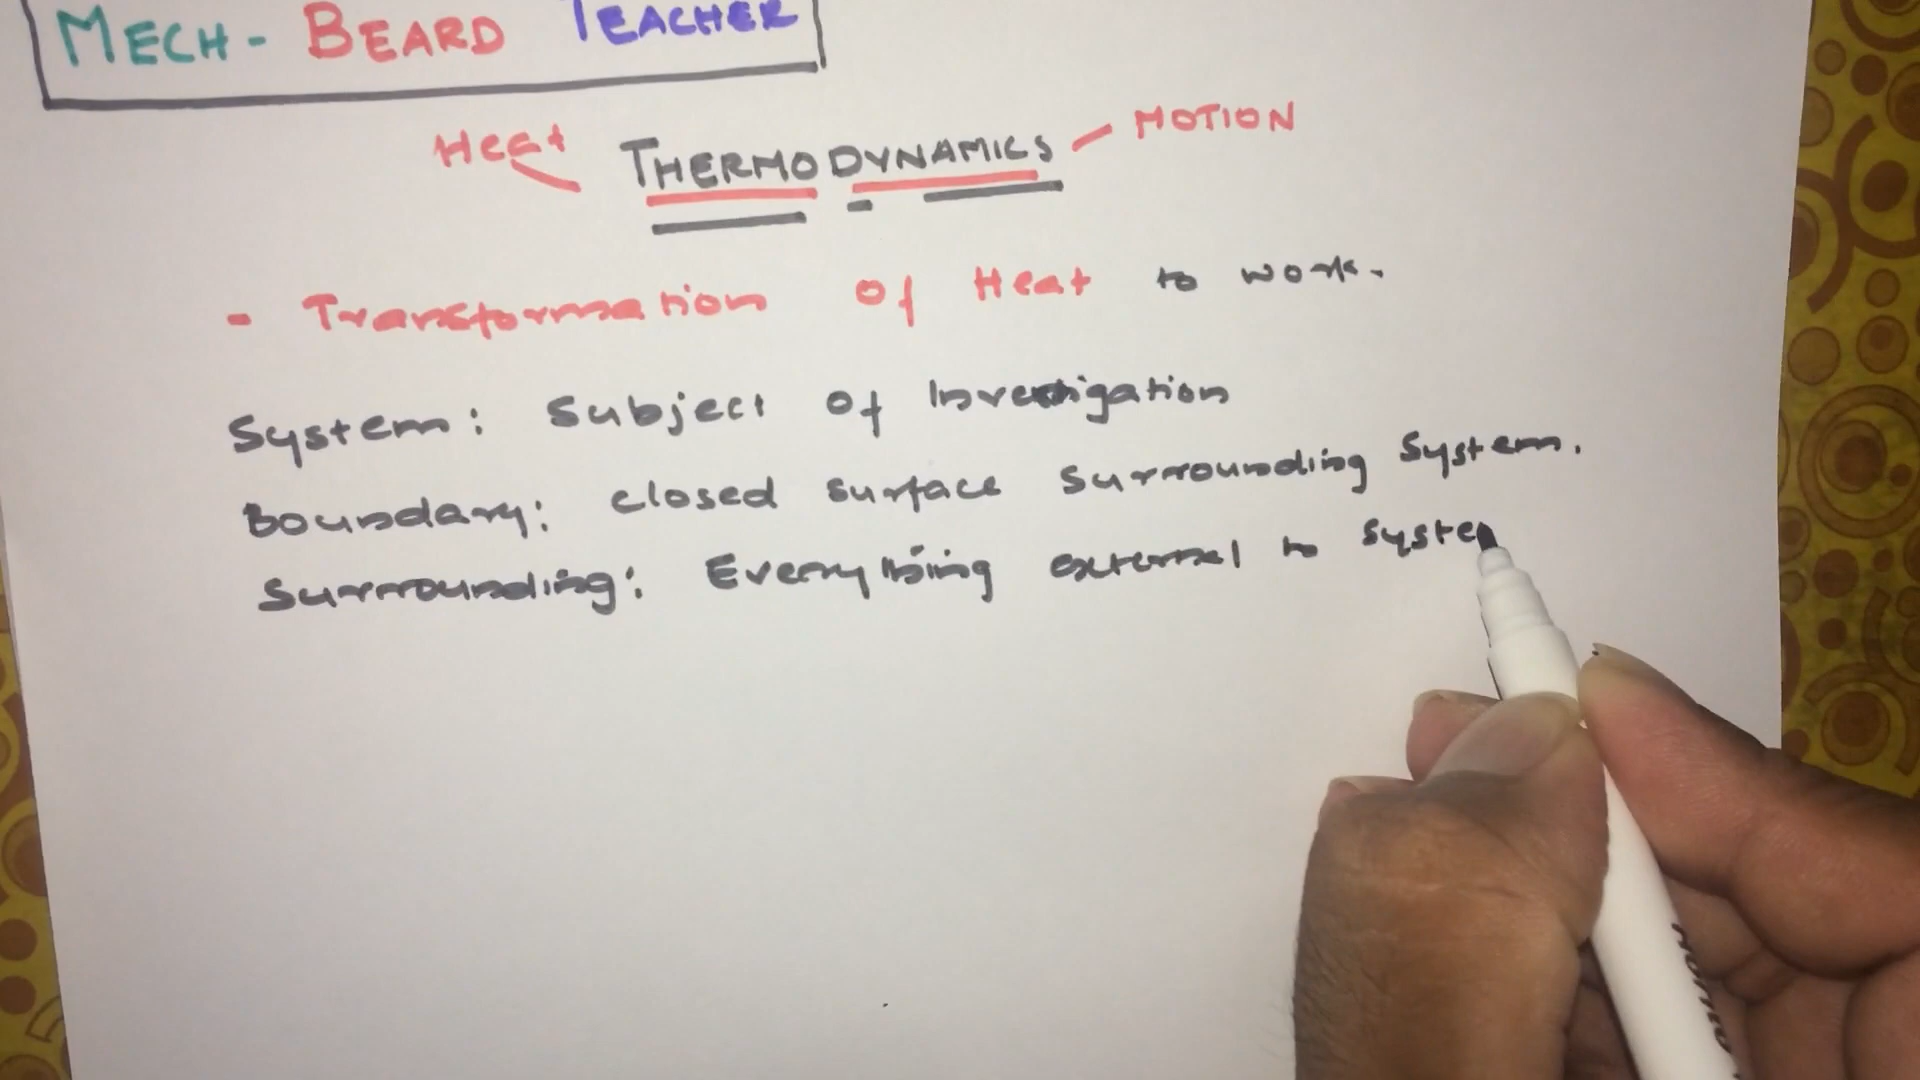 MECH - BEARD TEACHER
Heat THERMODYNAMICS MOTION
- Transformation of Heat to work.
System: Subject of Investigation
Boundary: closed surface surrounding system.
Surrounding: Everything external to syste